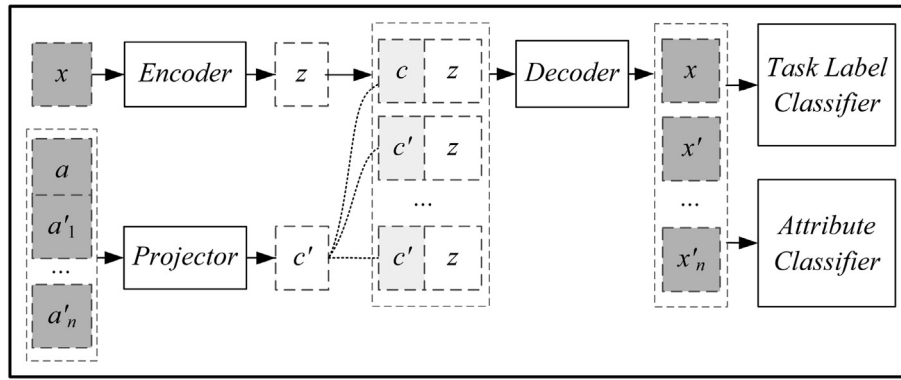 x
Encoder
z
c z
Decoder
x
Task Label
Classifier
a
a'1
...
a'n
Projector
c'
c' z
...
c' z
x'
...
x'n
Attribute
Classifier